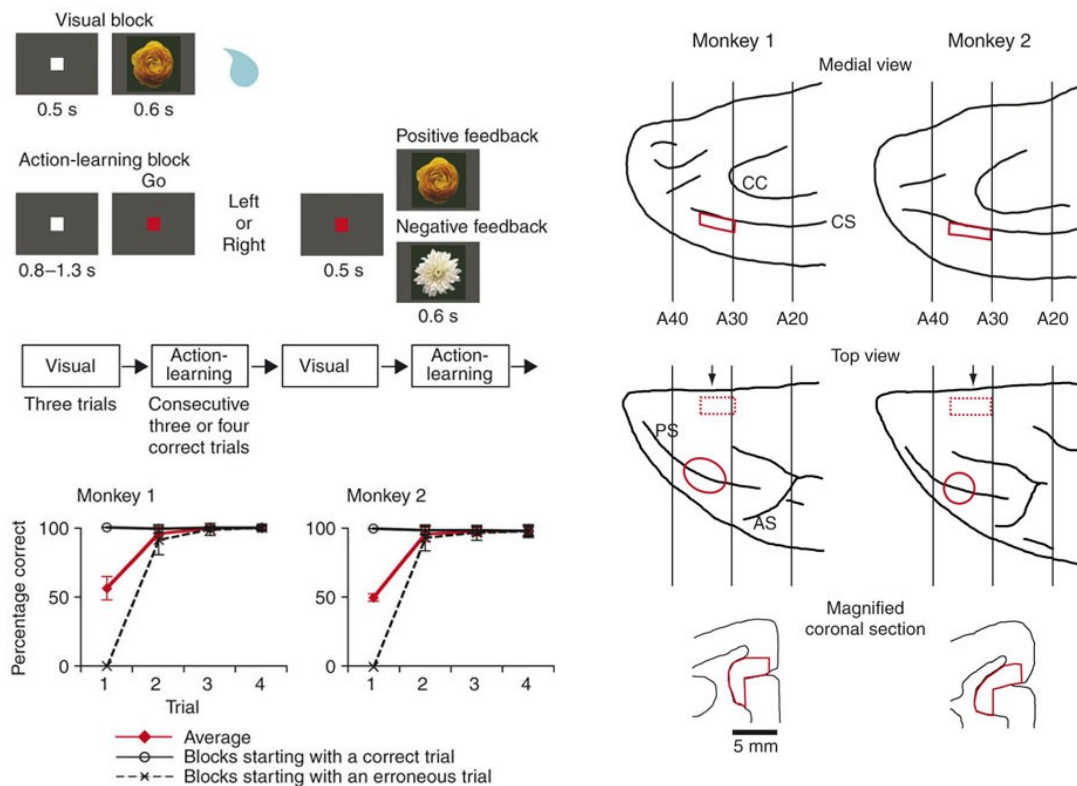 Visual block
0.5 s
0.6 s
Action-learning block
Go
Left
or
Right
0.8–1.3 s
0.5 s
Positive feedback
Negative feedback
0.6 s
Visual
Action-
learning
Visual
Action-
learning
Three trials
Consecutive
three or four
correct trials
Monkey 1
Monkey 2
Percentage correct
100
50
0
1
2
3
4
Trial
100
50
0
1
2
3
4
Average
Blocks starting with a correct trial
Blocks starting with an erroneous trial
Monkey 1
Monkey 2
Medial view
CC
CS
A40
A30
A20
A40
A30
A20
Top view
PS
AS
Magnified
coronal section
5 mm